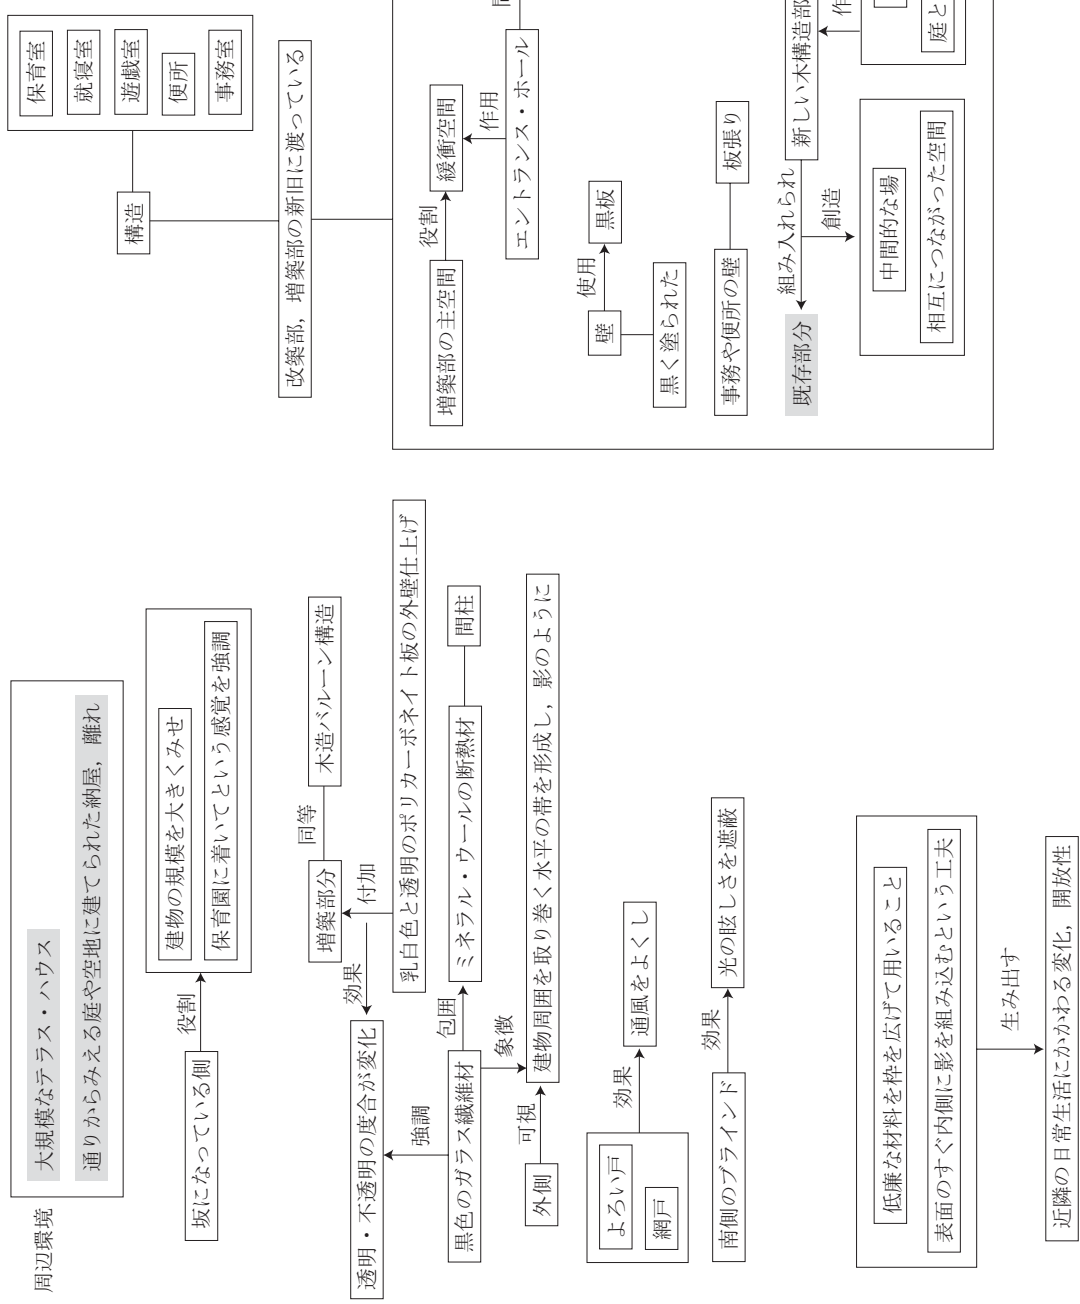 周辺環境
大規模なテラス・ハウス
通りからみえる庭や空地に建てられた納屋，離れ
坂になっている側
役割
建物の規模を大きくみせ
保育園に着いてという感覚を強調
増築部分
同等
木造バルーン構造
付加
効果
透明・不透明の度合が変化
乳白色と透明のポリカーボネイト板の外壁仕上げ
強調
黒色のガラス繊維材
包囲
ミネラル・ウールの断熱材
間柱
象徴
外側
可視
建物周囲を取り巻く水平の帯を形成し，影のように
よろい戸
網戸
効果
通風をよくし
南側のブラインド
効果
光の眩しさを遮蔽
低廉な材料を枠を広げて用いること
表面のすぐ内側に影を組み込むという工夫
生み出す
近隣の日常生活にかかわる変化，開放性
構造
保育室
就寝室
遊戯室
便所
事務室
改築部，増築部の新旧に渡っている
増築部の主空間
役割
緩衝空間
作用
エントランス・ホール
壁
使用
黒板
黒く塗られた
事務や便所の壁
板張り
既存部分
組み入れられ
新しい木構造部
創造
中間的な場
相互につながった空間
作
庭と